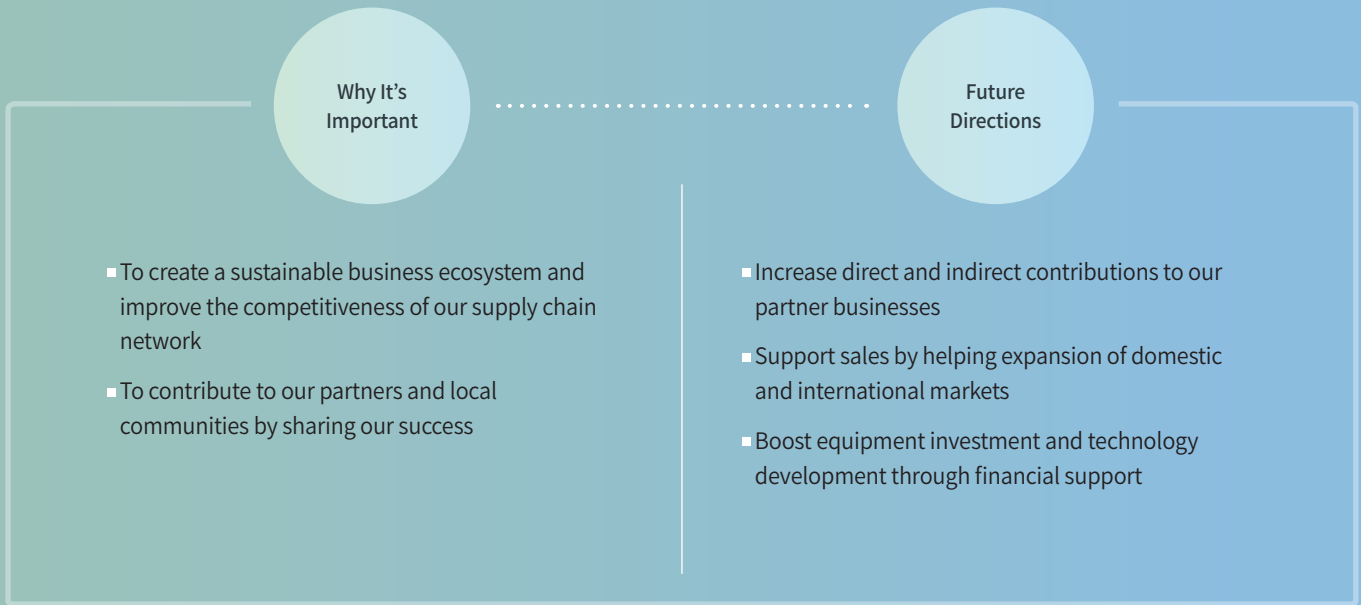 Why It’s
Important
Future
Directions
To create a sustainable business ecosystem and
improve the competitiveness of our supply chain
network
To contribute to our partners and local
communities by sharing our success
Increase direct and indirect contributions to our
partner businesses
Support sales by helping expansion of domestic
and international markets
Boost equipment investment and technology
development through financial support